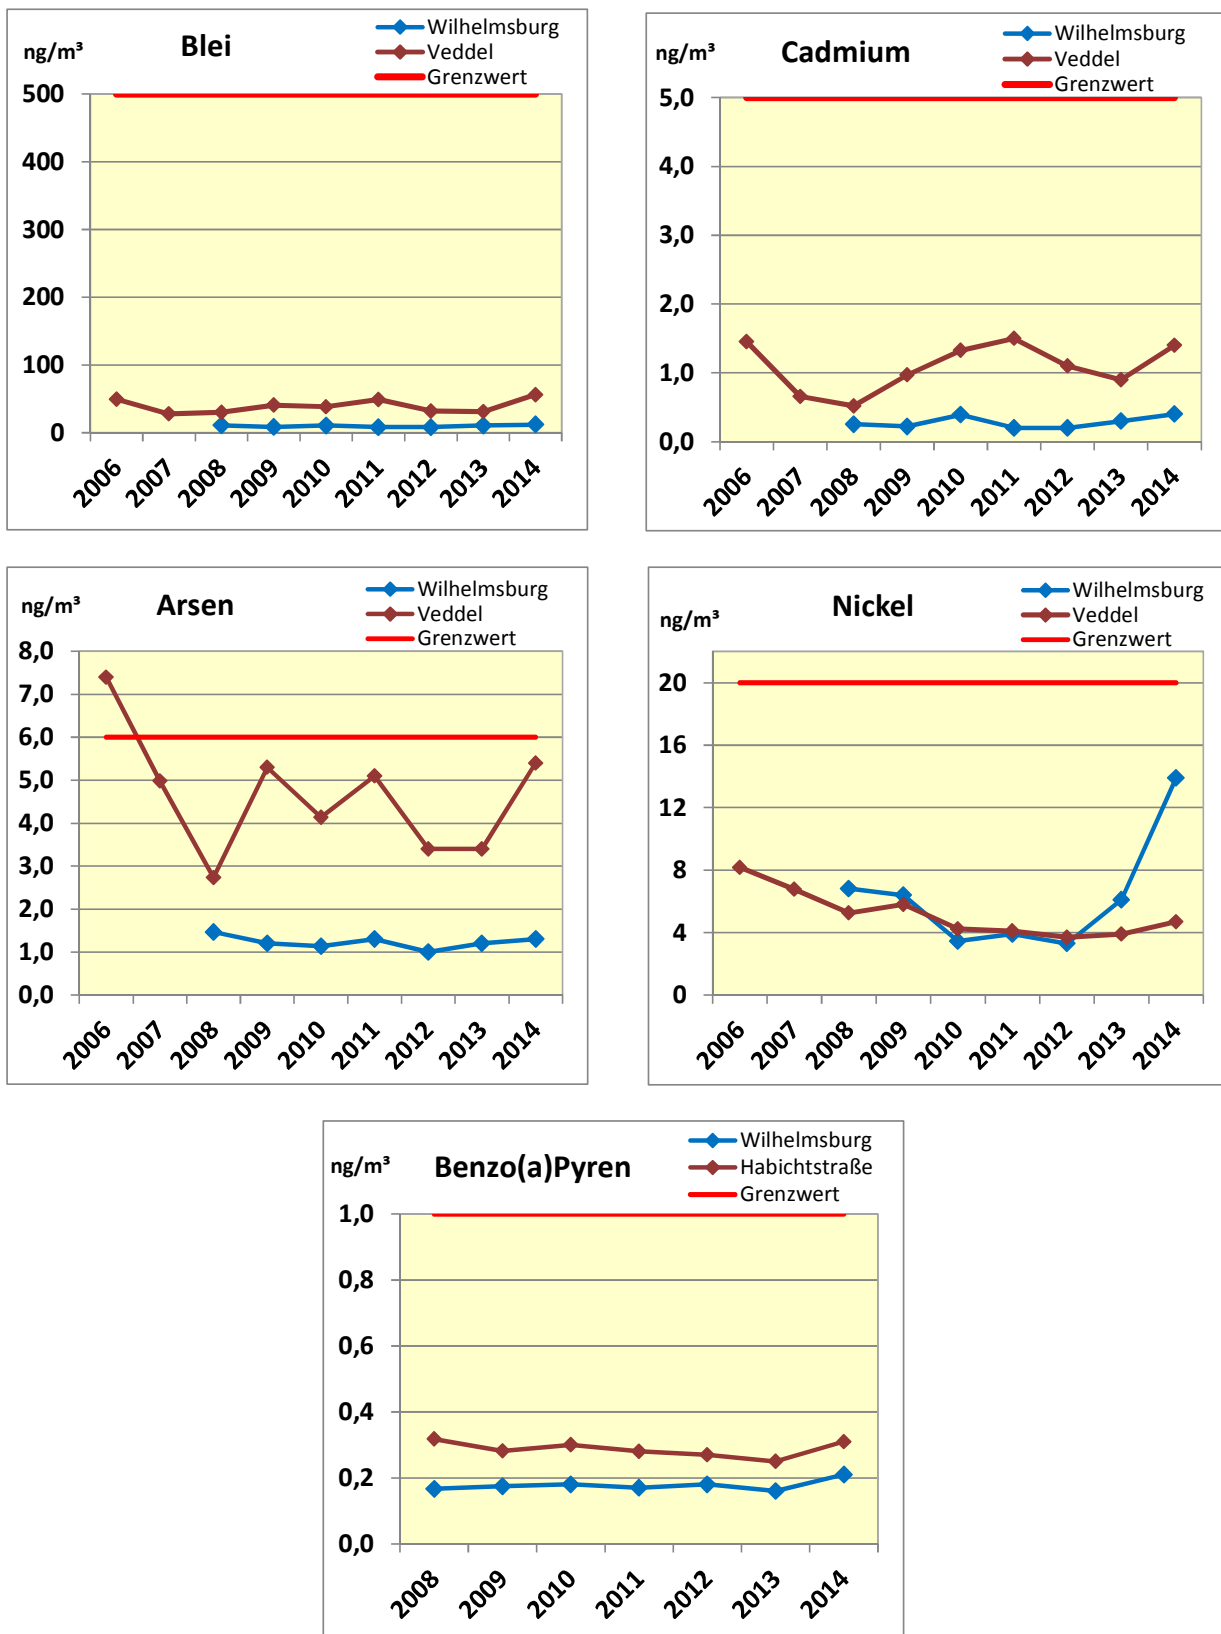 ng/m³
Blei
Wilhelmsburg
Veddel
Grenzwert
500
400
300
200
100
0
2006 2007 2008 2009 2010 2011 2012 2013 2014
ng/m³
Cadmium
Wilhelmsburg
Veddel
Grenzwert
5,0
4,0
3,0
2,0
1,0
0,0
2006 2007 2008 2009 2010 2011 2012 2013 2014
ng/m³
Arsen
Wilhelmsburg
Veddel
Grenzwert
8,0
7,0
6,0
5,0
4,0
3,0
2,0
1,0
0,0
2006 2007 2008 2009 2010 2011 2012 2013 2014
ng/m³
Nickel
Wilhelmsburg
Veddel
Grenzwert
20
16
12
8
4
0
2006 2007 2008 2009 2010 2011 2012 2013 2014
ng/m³
Benzo(a)Pyren
Wilhelmsburg
Habichtstraße
Grenzwert
1,0
0,8
0,6
0,4
0,2
0,0
2008 2009 2010 2011 2012 2013 2014